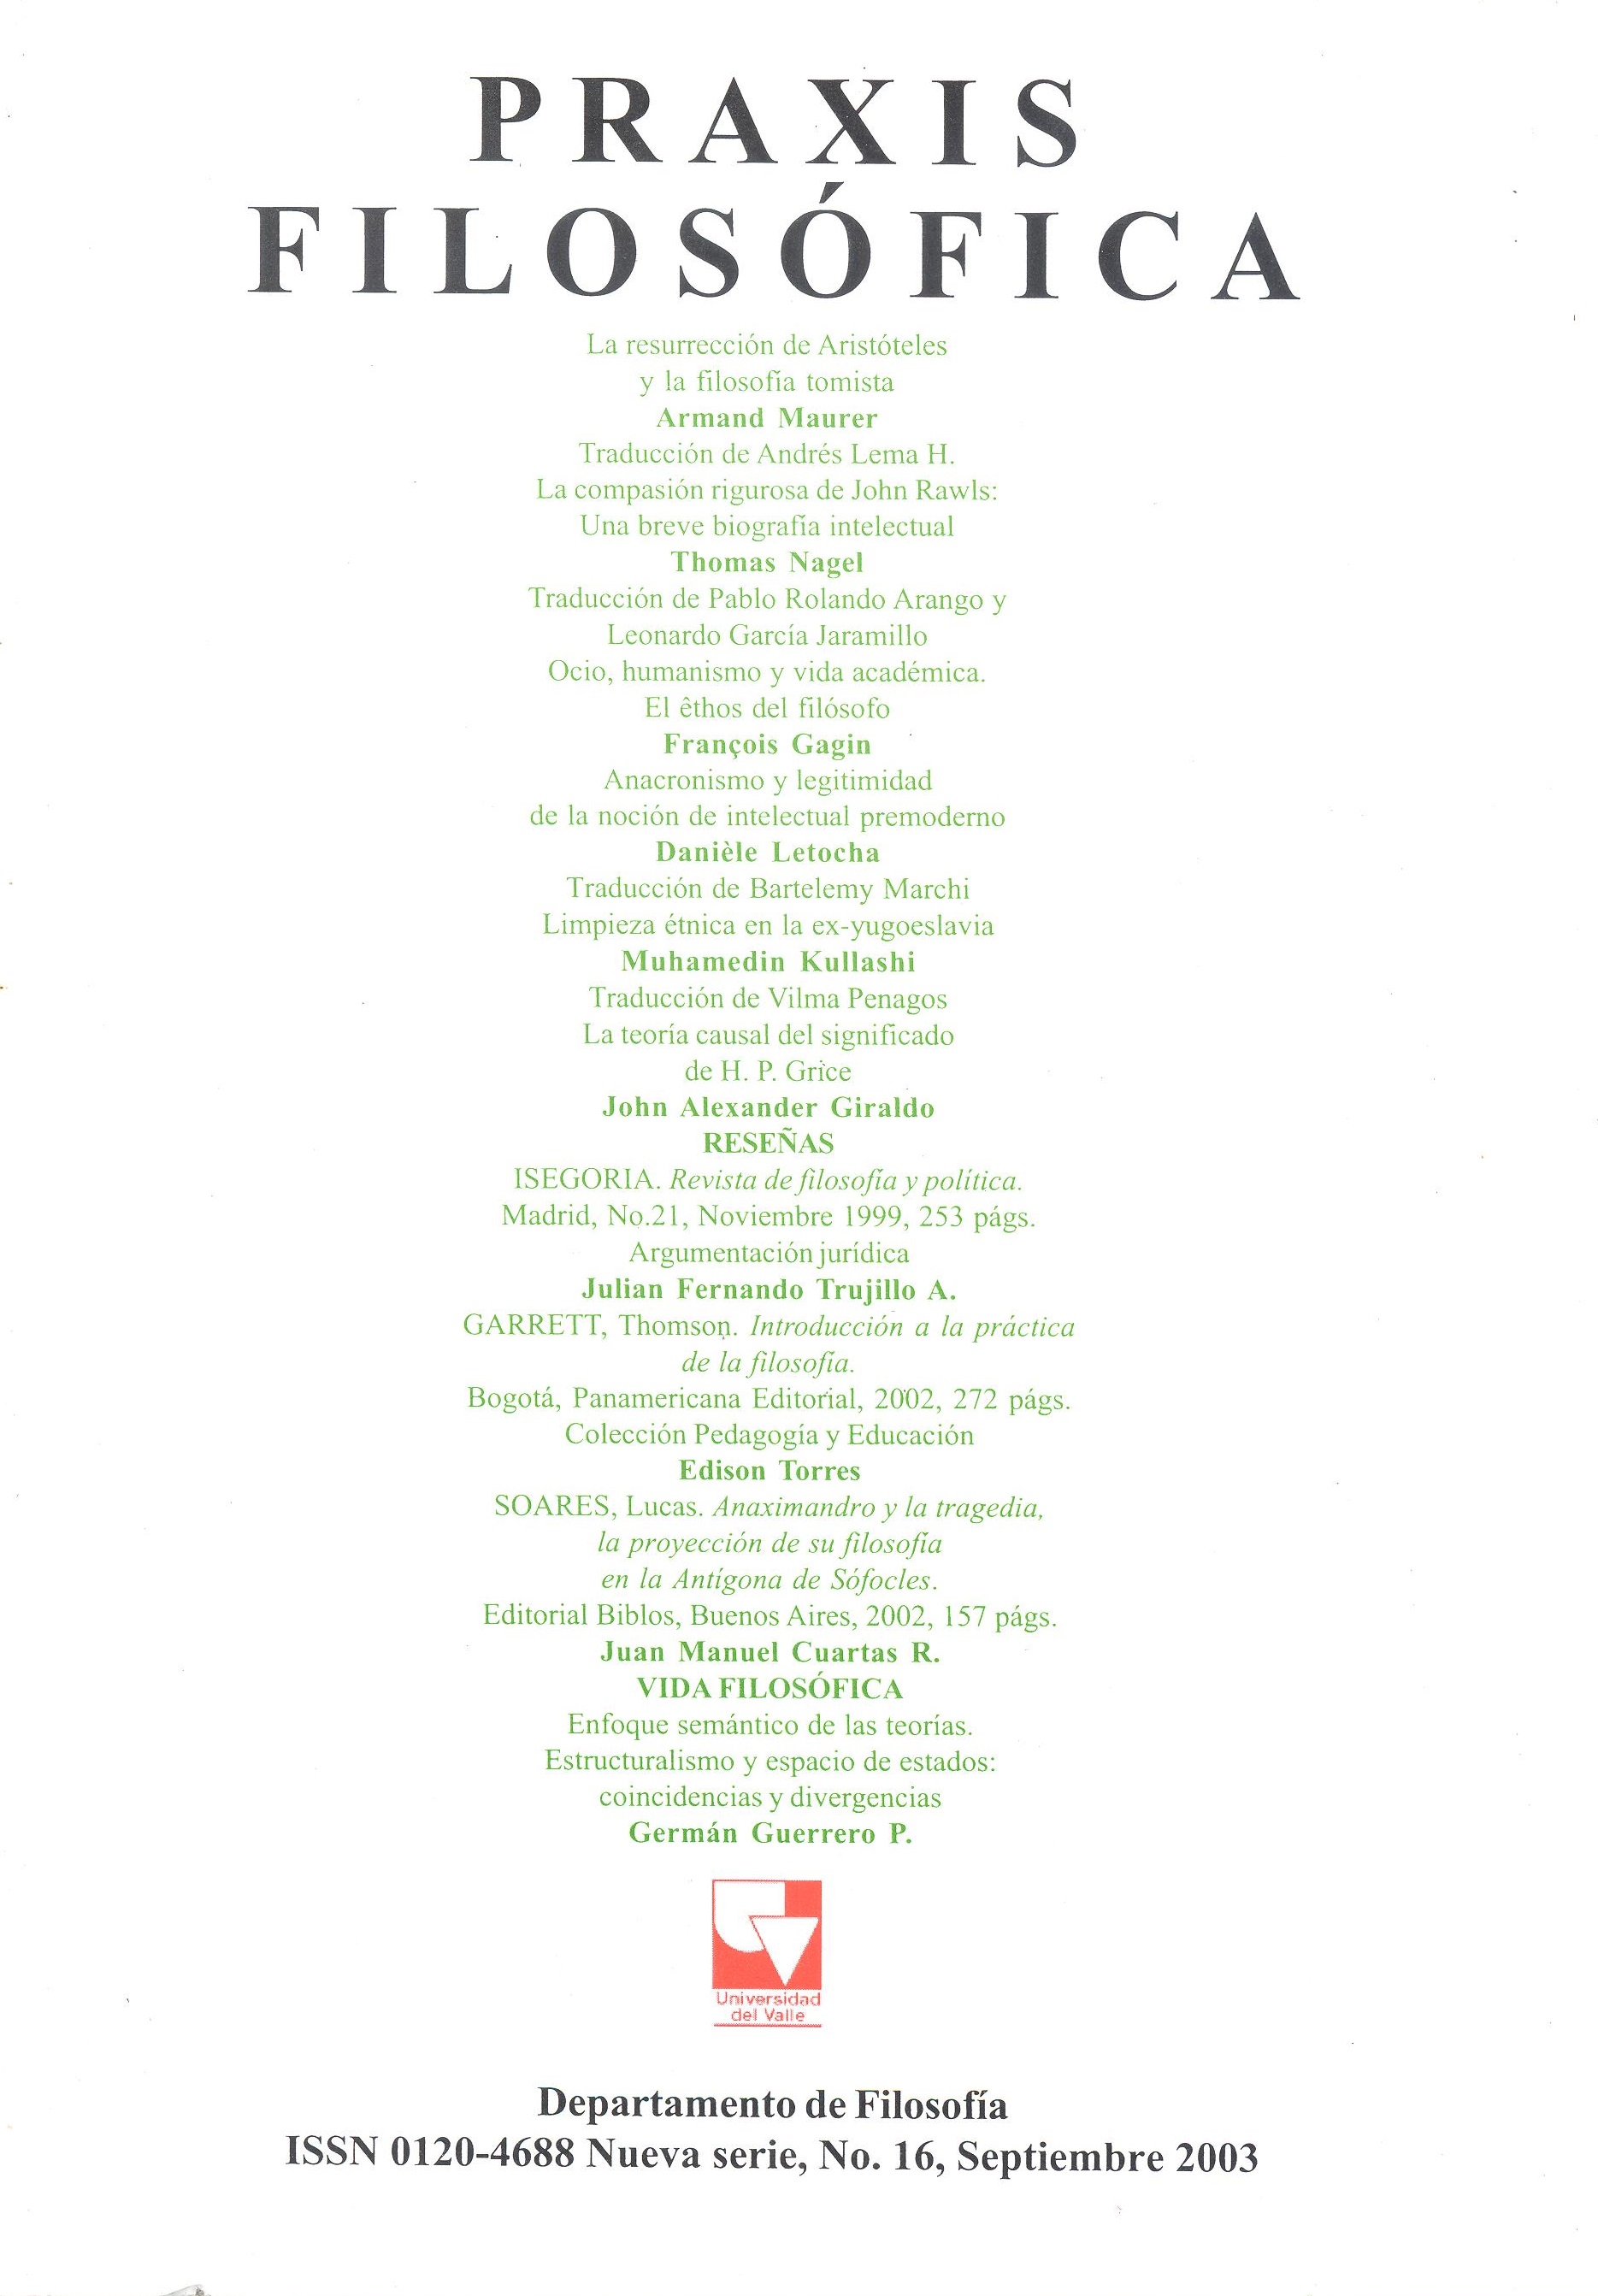 PRAXIS
FILOSÓFICA
La resurrección de Aristóteles
y la filosofía tomista
Armand Maurer
Traducción de Andrés Lema H.
La compasión rigurosa de John Rawls:
Una breve biografía intelectual
Thomas Nagel
Traducción de Pablo Rolando Arango y
Leonardo García Jaramillo
Ocio, humanismo y vida académica.
El êthos del filósofo
François Gagin
Anacronismo y legitimidad
de la noción de intelectual premoderno
Danièle Letocha
Traducción de Bartelemy Marchi
Limpieza étnica en la ex-yugoeslavia
Muhamedin Kullashi
Traducción de Vilma Penagos
La teoría causal del significado
de H. P. Grice
John Alexander Giraldo
RESEÑAS
ISEGORIA. Revista de filosofía y política.
Madrid, No.21, Noviembre 1999, 253 págs.
Argumentación jurídica
Julian Fernando Trujillo A.
GARRETT, Thomson. Introducción a la práctica
de la filosofía.
Bogotá, Panamericana Editorial, 2002, 272 págs.
Colección Pedagogía y Educación
Edison Torres
SOARES, Lucas. Anaximandro y la tragedia,
la proyección de su filosofía
en la Antígona de Sófocles.
Editorial Biblos, Buenos Aires, 2002, 157 págs.
Juan Manuel Cuartas R.
VIDA FILOSÓFICA
Enfoque semántico de las teorías.
Estructuralismo y espacio de estados:
coincidencias y divergencias
Germán Guerrero P.
Universidad
del Valle
Departamento de Filosofía
ISSN 0120-4688 Nueva serie, No. 16, Septiembre 2003